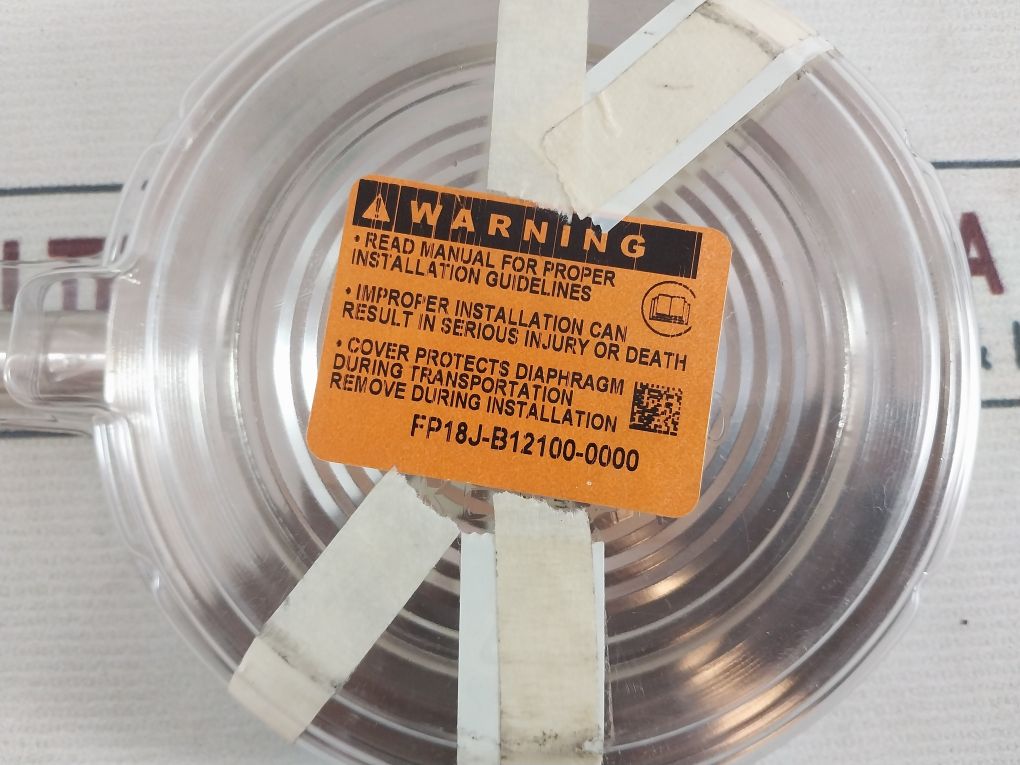 WARNING
• READ MANUAL FOR PROPER
INSTALLATION GUIDELINES
• IMPROPER INSTALLATION CAN
RESULT IN SERIOUS INJURY OR DEATH
• COVER PROTECTS DIAPHRAGM
DURING TRANSPORTATION
REMOVE DURING INSTALLATION
FP18J-B12100-0000